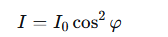 I = I₀ cos² φ